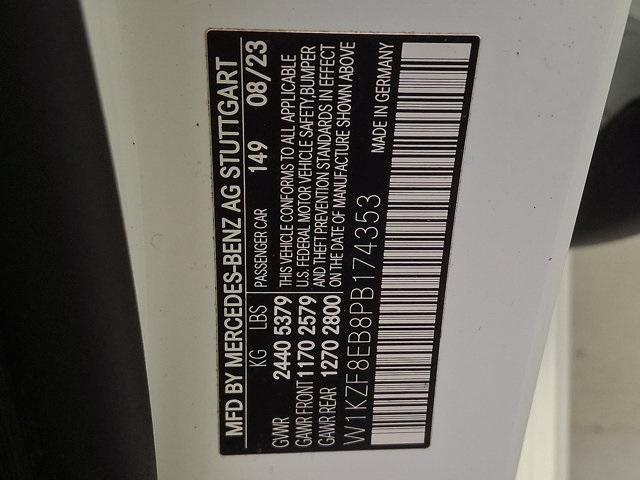 MFD BY MERCEDES-BENZ AG STUTTGART
KG LBS PASSENGER CAR 149 08/23
GVWR 2440 5379 THIS VEHICLE CONFORMS TO ALL APPLICABLE
GAWR FRONT 1170 2579 U.S. FEDERAL MOTOR VEHICLE SAFETY, BUMPER
AND THEFT PREVENTION STANDARDS IN EFFECT
GAWR REAR 1270 2800 ON THE DATE OF MANUFACTURE SHOWN ABOVE
W1KZF8EB8PB174353
MADE IN GERMANY